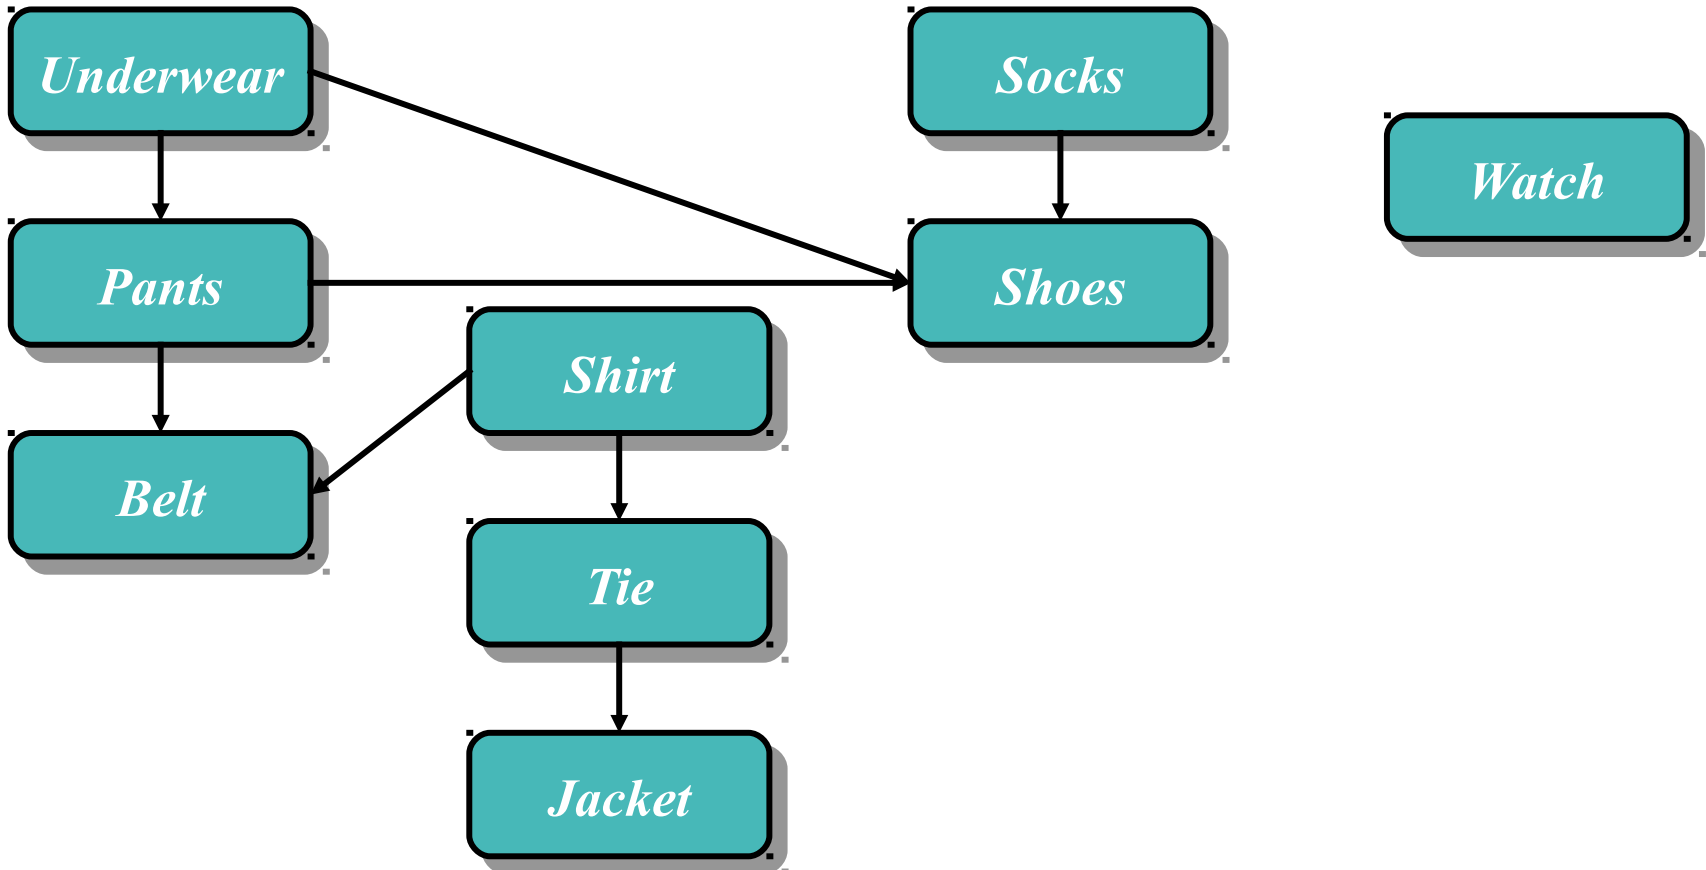 Underwear
Socks
Watch
Pants
Shoes
Shirt
Belt
Tie
Jacket